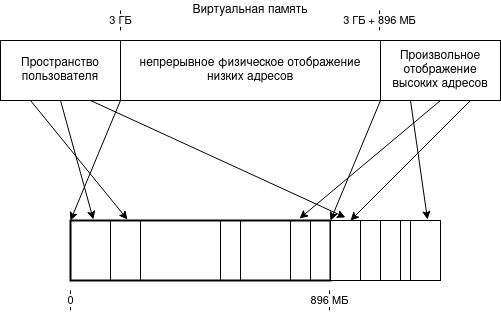 Виртуальная память
3 ГБ
3 ГБ + 896 МБ
Пространство
пользователя
непрерывное физическое отображение
низких адресов
Произвольное
отображение
высоких адресов
0
896 МБ